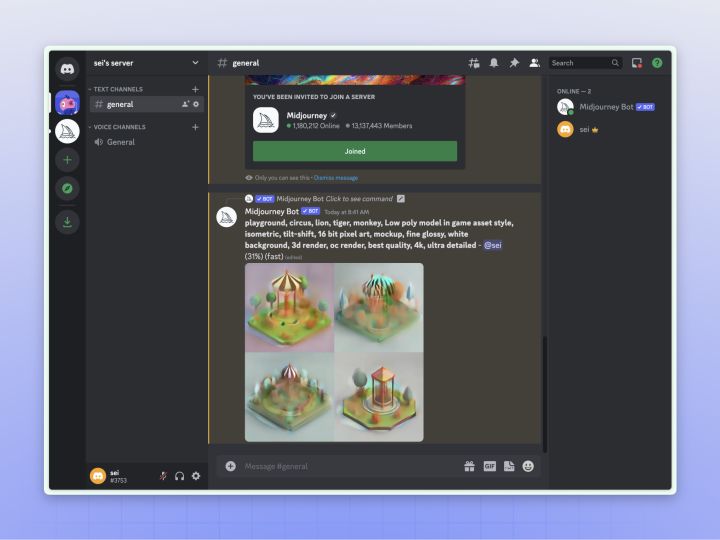 sei's server
TEXT CHANNELS
# general
VOICE CHANNELS
General
sei
#3753
# general
Search
YOU'VE BEEN INVITED TO JOIN A SERVER
Midjourney
1,180,212 Online 13,137,443 Members
Joined
Only you can see this • Dismiss message
BOT Midjourney Bot Click to see command
Midjourney Bot BOT Today at 8:41 AM
playground, circus, lion, tiger, monkey, Low poly model in game asset style,
isometric, tilt-shift, 16 bit pixel art, mockup, fine glossy, white
background, 3d render, oc render, best quality, 4k, ultra detailed - @sei
(31%) (fast) (edited)
Message #general
GIF
ONLINE — 2
Midjourney Bot BOT
sei